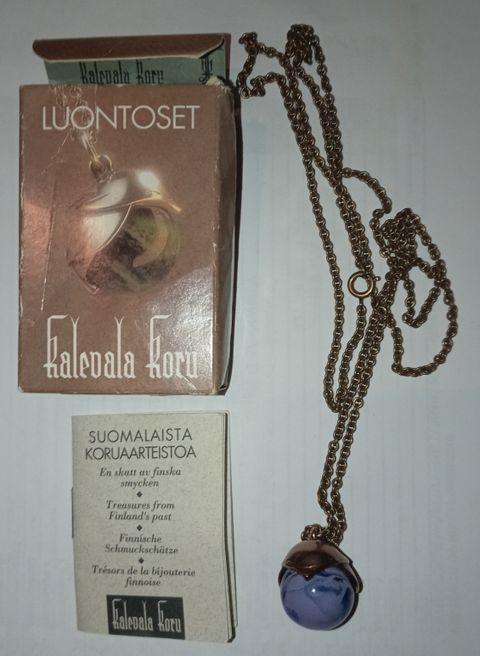 kalevala koru
LUONTOSET
kalevala koru
SUOMALAISTA
KORUAARTEISTOA
En skatt av finska
smycken
Treasures from
Finland's past
Finnische
Schmuckschätze
Trésors de la bijouterie
finnoise
kalevala koru